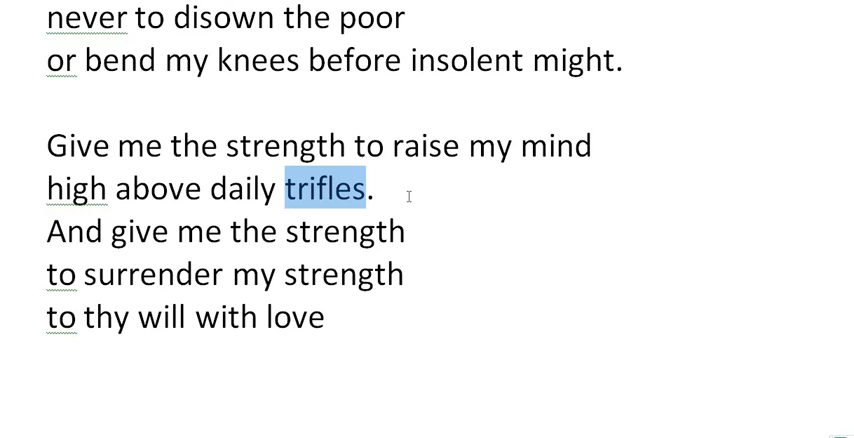 never to disown the poor
or bend my knees before insolent might.
Give me the strength to raise my mind
high above daily trifles.
And give me the strength
to surrender my strength
to thy will with love